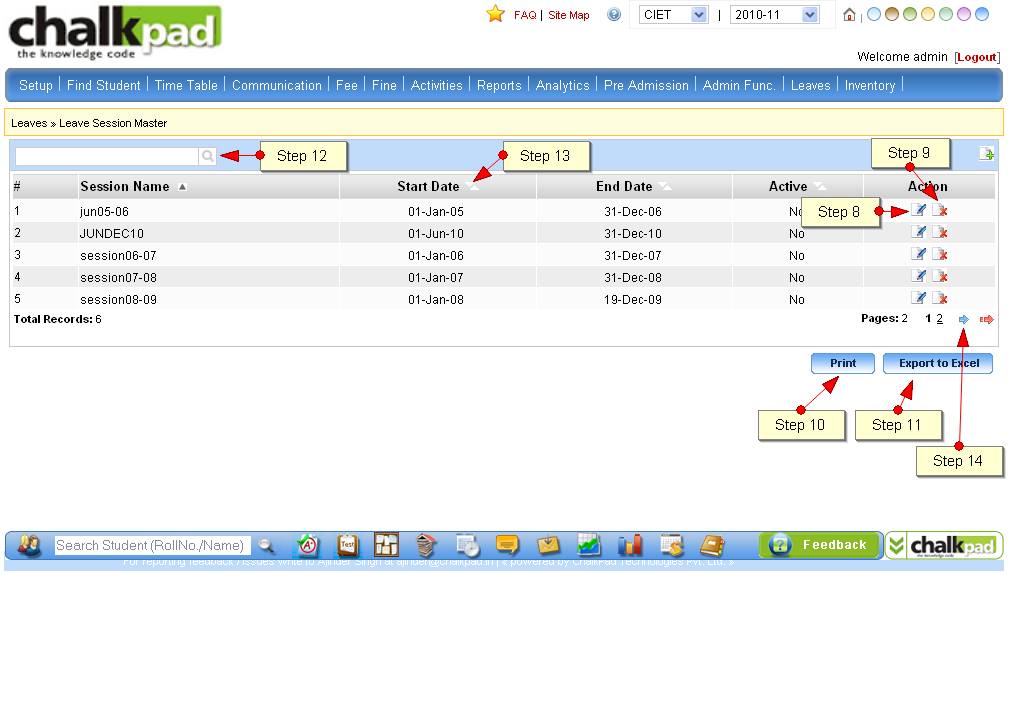 chalkpad
the knowledge code
FAQ | Site Map
CIET | 2010-11
Welcome admin [Logout]
Setup | Find Student | Time Table | Communication | Fee | Fine | Activities | Reports | Analytics | Pre Admission | Admin Func. | Leaves | Inventory |
Leaves » Leave Session Master
Step 12
Step 13
Step 9
# Session Name Start Date End Date Active Action
Step 8
1 jun05-06 01-Jan-05 31-Dec-06 No
2 JUNDEC10 01-Jun-10 31-Dec-10 No
3 session06-07 01-Jan-06 31-Dec-07 No
4 session07-08 01-Jan-07 31-Dec-08 No
5 session08-09 01-Jan-08 19-Dec-09 No
Total Records: 6 Pages: 2 1 2
Print Export to Excel
Step 10
Step 11
Step 14
Search Student (RollNo./Name)
A+
Test
? Feedback
chalkpad
the knowledge code
For reporting feedback / issues Write to Ajinder Singh at ajinder@chalkpad.in | « powered by ChalkPad Technologies Pvt. Ltd. »